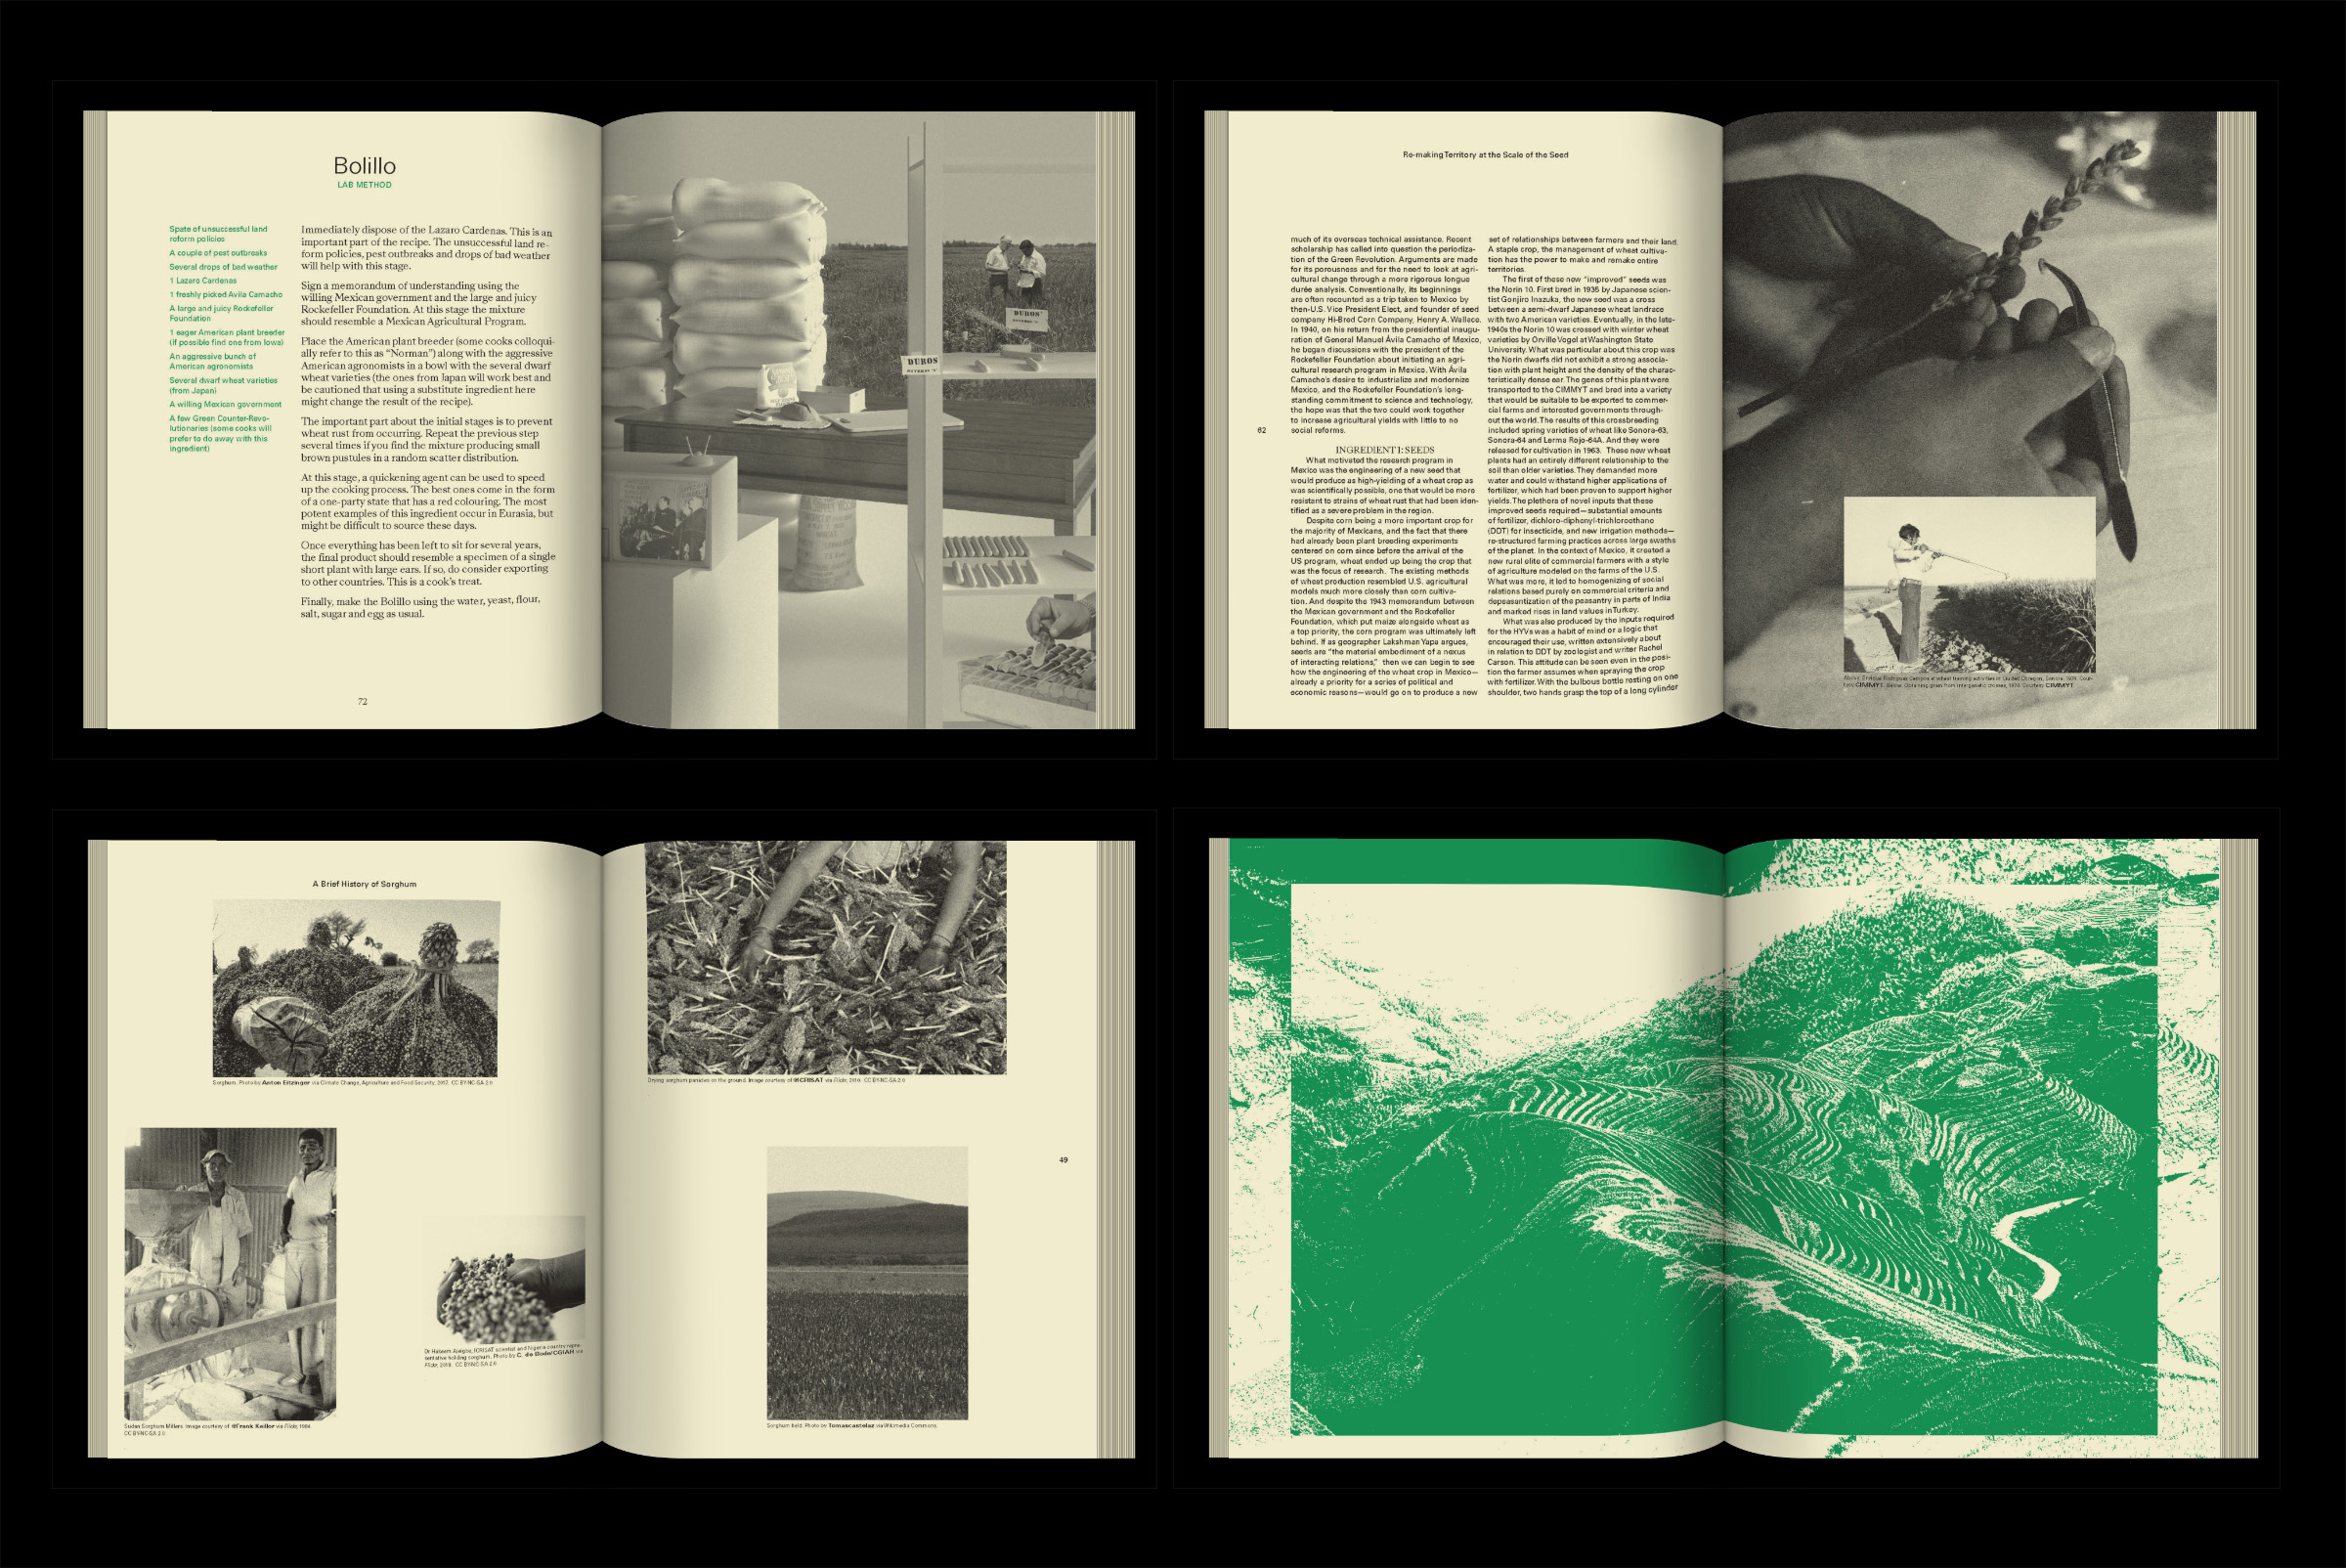 Bolillo
LAB METHOD
Spate of unsuccessful land
reform policies
A couple of pest outbreaks
Several drops of bad weather
1 Lazaro Cardenas
1 freshly picked Avila Camacho
A large and juicy Rockefeller
Foundation
1 eager American plant breeder
(if possible find one from Iowa)
An aggressive bunch of
American agronomists
Several dwarf wheat varieties
(from Japan)
A willing Mexican government
A few Green Counter-Revo-
lutionaries (some cooks will
prefer to do away with this
ingredient)
Immediately dispose of the Lazaro Cardenas. This is an
important part of the recipe. The unsuccessful land re-
form policies, pest outbreaks and drops of bad weather
will help with this stage.
Sign a memorandum of understanding using the
willing Mexican government and the large and juicy
Rockefeller Foundation. At this stage the mixture
should resemble a Mexican Agricultural Program.
Place the American plant breeder (some cooks colloqui-
ally refer to this as “Norman”) along with the aggressive
American agronomists in a bowl with the several dwarf
wheat varieties (the ones from Japan will work best and
be cautioned that using a substitute ingredient here
might change the result of the recipe).
The important part about the initial stages is to prevent
wheat rust from occurring. Repeat the previous step
several times if you find the mixture producing small
brown pustules in a random scatter distribution.
At this stage, a quickening agent can be used to speed
up the cooking process. The best ones come in the form
of a one-party state that has a red colouring. The most
potent examples of this ingredient occur in Eurasia, but
might be difficult to source these days.
Once everything has been left to sit for several years,
the final product should resemble a specimen of a single
short plant with large ears. If so, do consider exporting
to other countries. This is a cook’s treat.
Finally, make the Bolillo using the water, yeast, flour,
salt, sugar and egg as usual.
72
DUROS
DUROS
Re-making Territory at the Scale of the Seed
much of its overseas technical assistance. Recent
scholarship has called into question the periodiza-
tion of the Green Revolution. Arguments are made
for its porousness and for the need to look at agri-
cultural change through a more rigorous longue
durée analysis. Conventionally, its beginnings
are often recounted as a trip taken to Mexico by
then-U.S. Vice President Elect, and founder of seed
company Hi-Bred Corn Company, Henry A. Wallace.
In 1940, on his return from the presidential inaugu-
ration of General Manuel Ávila Camacho of Mexico,
he began discussions with the president of the
Rockefeller Foundation about initiating an agri-
cultural research program in Mexico. With Ávila
Camacho’s desire to industrialize and modernize
Mexico, and the Rockefeller Foundation’s long-
standing commitment to science and technology,
the hope was that the two could work together
to increase agricultural yields with little to no
social reforms.
62
INGREDIENT 1: SEEDS
What motivated the research program in
Mexico was the engineering of a new seed that
would produce as high-yielding of a wheat crop as
was scientifically possible, one that would be more
resistant to strains of wheat rust that had been iden-
tified as a severe problem in the region.
Despite corn being a more important crop for
the majority of Mexicans, and the fact that there
had already been plant breeding experiments
centered on corn since before the arrival of the
US program, wheat ended up being the crop that
was the focus of research. The existing methods
of wheat production resembled U.S. agricultural
models much more closely than corn cultiva-
tion. And despite the 1943 memorandum between
the Mexican government and the Rockefeller
Foundation, which put maize alongside wheat as
a top priority, the corn program was ultimately left
behind. If as geographer Lakshman Yapa argues,
seeds are “the material embodiment of a nexus
of interacting relations,” then we can begin to see
how the engineering of the wheat crop in Mexico—
already a priority for a series of political and
economic reasons—would go on to produce a new
set of relationships between farmers and their land.
A staple crop, the management of wheat cultiva-
tion has the power to make and remake entire
territories.
The first of these new “improved” seeds was
the Norin 10. First bred in 1935 by Japanese scien-
tist Gonjiro Inazuka, the new seed was a cross
between a semi-dwarf Japanese wheat landrace
with two American varieties. Eventually, in the late-
1940s the Norin 10 was crossed with winter wheat
varieties by Orville Vogel at Washington State
University. What was particular about this crop was
the Norin dwarfs did not exhibit a strong associa-
tion with plant height and the density of the charac-
teristically dense ear. The genes of this plant were
transported to the CIMMYT and bred into a variety
that would be suitable to be exported to commer-
cial farms and interested governments through-
out the world. The results of this crossbreeding
included spring varieties of wheat like Sonora-63,
Sonora-64 and Lerma Rojo-64A. And they were
released for cultivation in 1963. These new wheat
plants had an entirely different relationship to the
soil than older varieties. They demanded more
water and could withstand higher applications of
fertilizer, which had been proven to support higher
yields. The plethora of novel inputs that these
improved seeds required—substantial amounts
of fertilizer, dichloro-diphenyl-trichloroethane
(DDT) for insecticide, and new irrigation methods—
re-structured farming practices across large swaths
of the planet. In the context of Mexico, it created a
new rural elite of commercial farmers with a style
of agriculture modeled on the farms of the U.S.
What was more, it led to homogenizing of social
relations based purely on commercial criteria and
depeasantization of the peasantry in parts of India
and marked rises in land values in Turkey.
What was also produced by the inputs required
for the HYVs was a habit of mind or a logic that
encouraged their use, written extensively about
in relation to DDT by zoologist and writer Rachel
Carson. This attitude can be seen even in the posi-
tion the farmer assumes when spraying the crop
with fertilizer. With the bulbous bottle resting on one
shoulder, two hands grasp the top of a long cylinder
A Brief History of Sorghum
Sorghum. Photo by Anton Eitzinger via Climate Change, Agriculture and Food Security, 2017. CC BY-NC-SA 2.0
Sudan Sorghum Millers. Image courtesy of ©Frank Keillor via Flickr, 1984.
CC BY-NC-SA 2.0
Dr Hakeem Ajeigbe, ICRISAT scientist and Nigeria country repre-
sentative holding sorghum. Photo by C. de Bode/CGIAR via
Flickr, 2018. CC BY-NC-SA 2.0
Drying sorghum panicles on the ground. Image courtesy of ©ICRISAT via Flickr, 2010. CC BY-NC-SA 2.0
49
Sorghum field. Photo by Tomascastelaz via Wikimedia Commons.